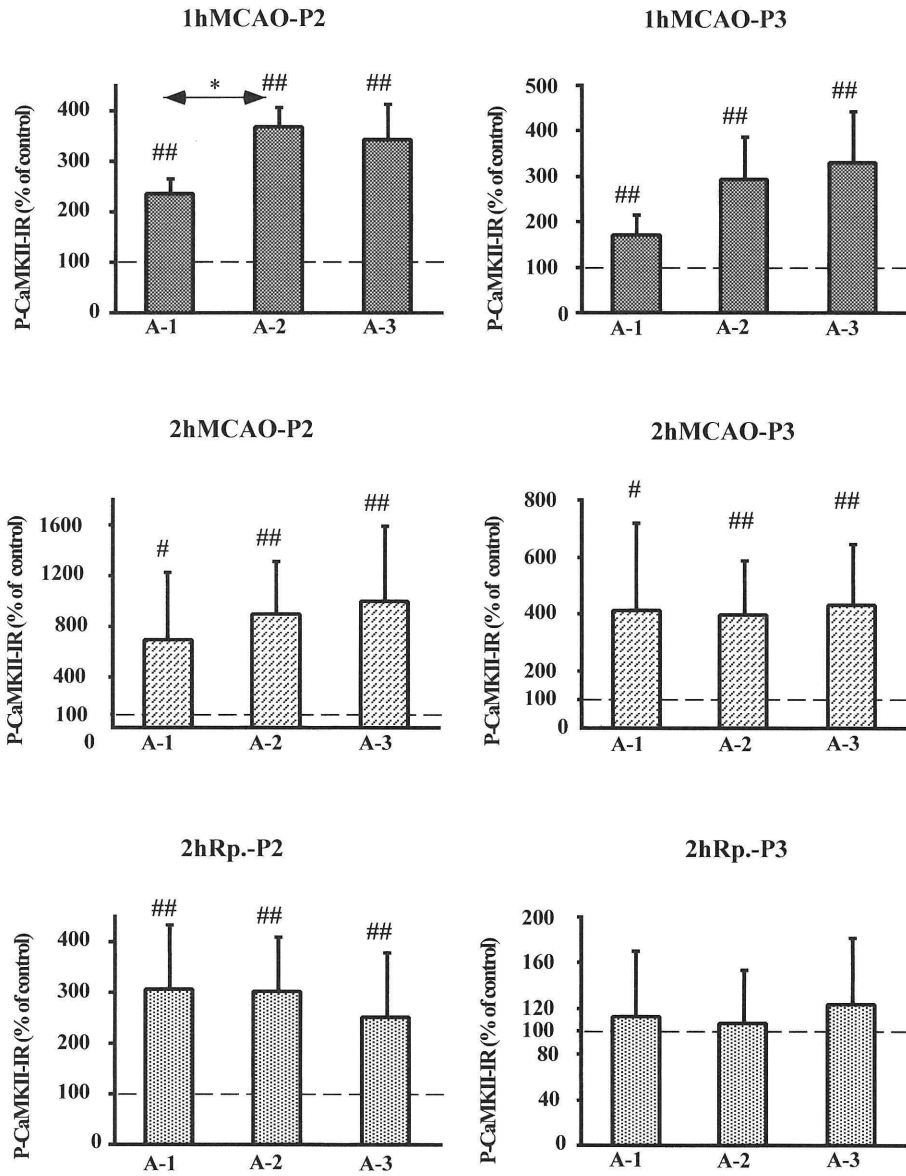 1hMCAO-P2
P-CaMKII-IR (% of control)
400
300
200
100
0
##
*
##
##
A-1 A-2 A-3
1hMCAO-P3
P-CaMKII-IR (% of control)
500
400
300
200
100
0
##
##
##
A-1 A-2 A-3
2hMCAO-P2
P-CaMKII-IR (% of control)
1600
1200
800
400
100
0
#
##
##
A-1 A-2 A-3
2hMCAO-P3
P-CaMKII-IR (% of control)
800
600
400
200
100
0
#
##
##
A-1 A-2 A-3
2hRp.-P2
P-CaMKII-IR (% of control)
400
300
200
100
0
##
##
##
A-1 A-2 A-3
2hRp.-P3
P-CaMKII-IR (% of control)
200
160
120
100
80
40
0
A-1 A-2 A-3